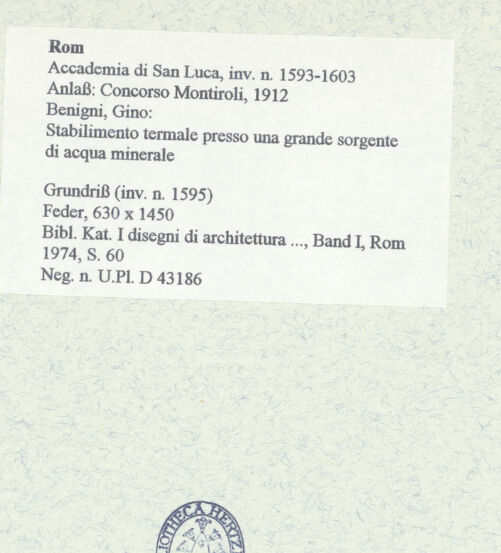 Rom
Accademia di San Luca, inv. n. 1593-1603
Anlaß: Concorso Montiroli, 1912
Benigni, Gino:
Stabilimento termale presso una grande sorgente
di acqua minerale
Grundriß (inv. n. 1595)
Feder, 630 x 1450
Bibl. Kat. I disegni di architettura ..., Band I, Rom
1974, S. 60
Neg. n. U.Pl. D 43186